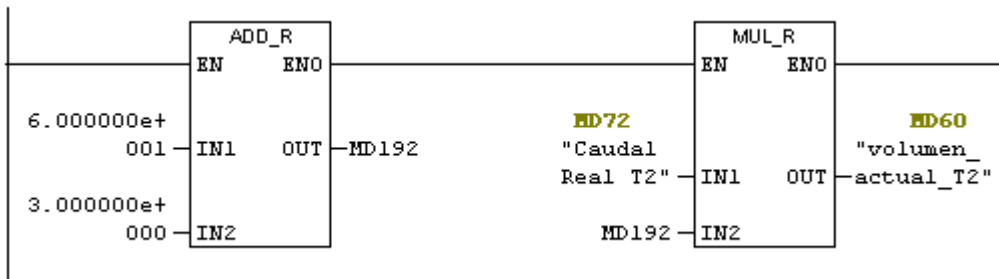 ADD_R
EN ENO
6.000000e+
001 IN1 OUT MD192
3.000000e+
000 IN2
MUL_R
EN ENO
MD72 MD60
"Caudal "volumen_
Real T2" IN1 OUT actual_T2"
MD192 IN2